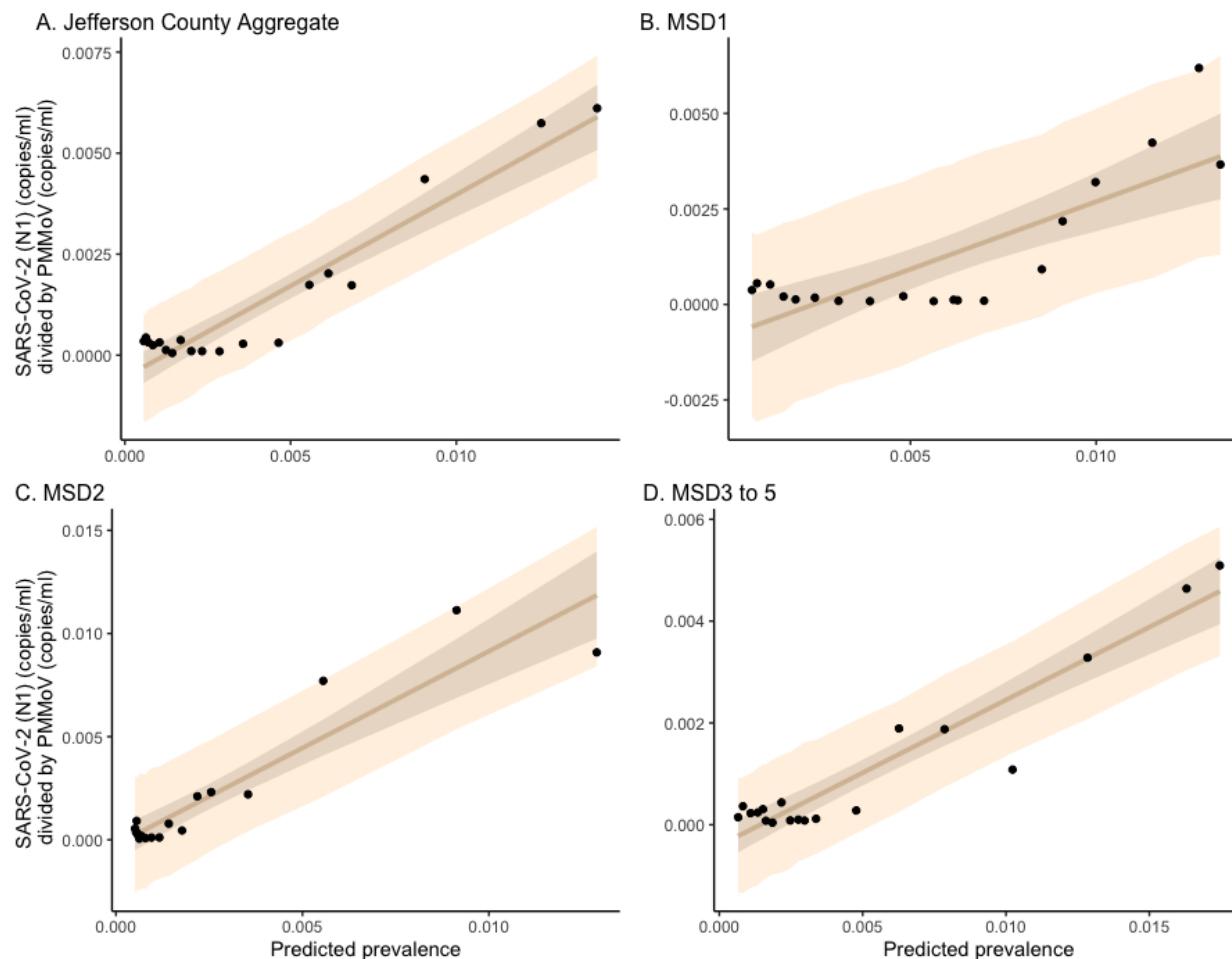 A. Jefferson County Aggregate
B. MSD1
SARS-CoV-2 (N1) (copies/ml)
divided by PMMoV (copies/ml)
0.0075
0.0050
0.0025
0.0000
0.000
0.005
0.010
0.0050
0.0025
0.0000
-0.0025
0.005
0.010
C. MSD2
D. MSD3 to 5
SARS-CoV-2 (N1) (copies/ml)
divided by PMMoV (copies/ml)
0.015
0.010
0.005
0.000
0.000
0.005
0.010
Predicted prevalence
0.006
0.004
0.002
0.000
0.000
0.005
0.010
0.015
Predicted prevalence